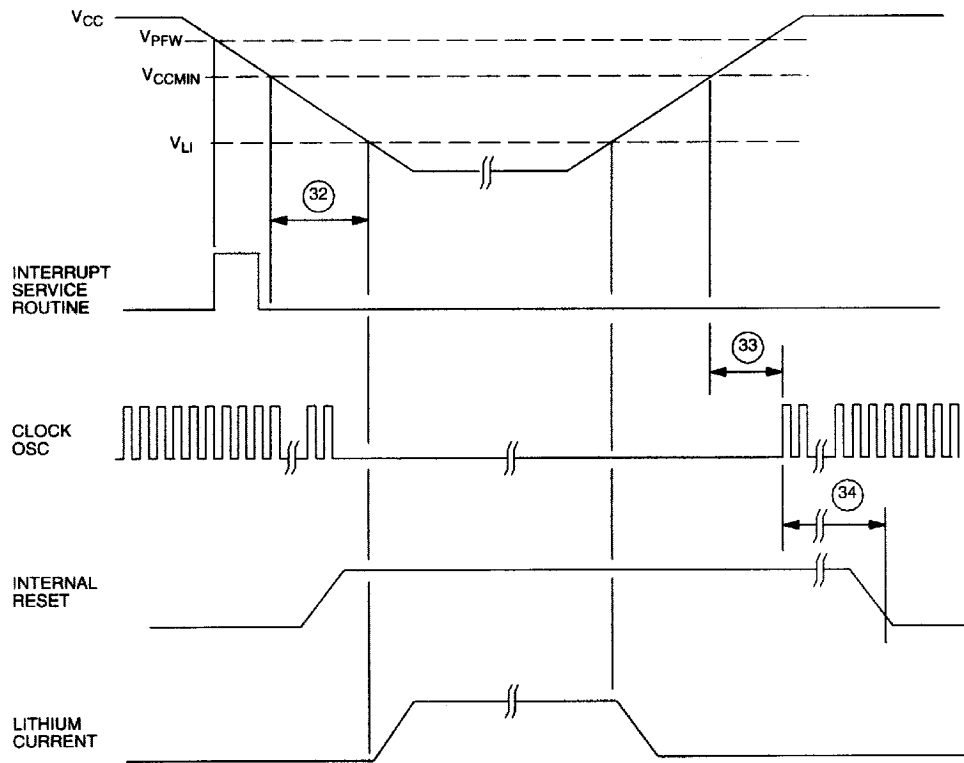 VCC
VPFW
VCCMIN
VLI
32
INTERRUPT
SERVICE
ROUTINE
33
CLOCK
OSC
34
INTERNAL
RESET
LITHIUM
CURRENT